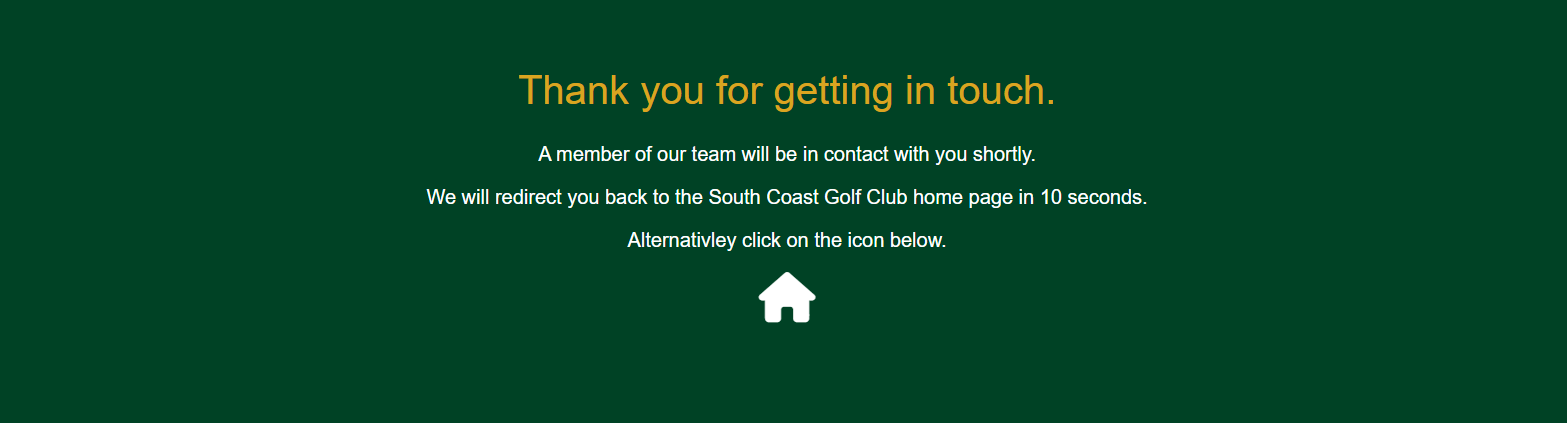 Thank you for getting in touch.
A member of our team will be in contact with you shortly.
We will redirect you back to the South Coast Golf Club home page in 10 seconds.
Alternativley click on the icon below.